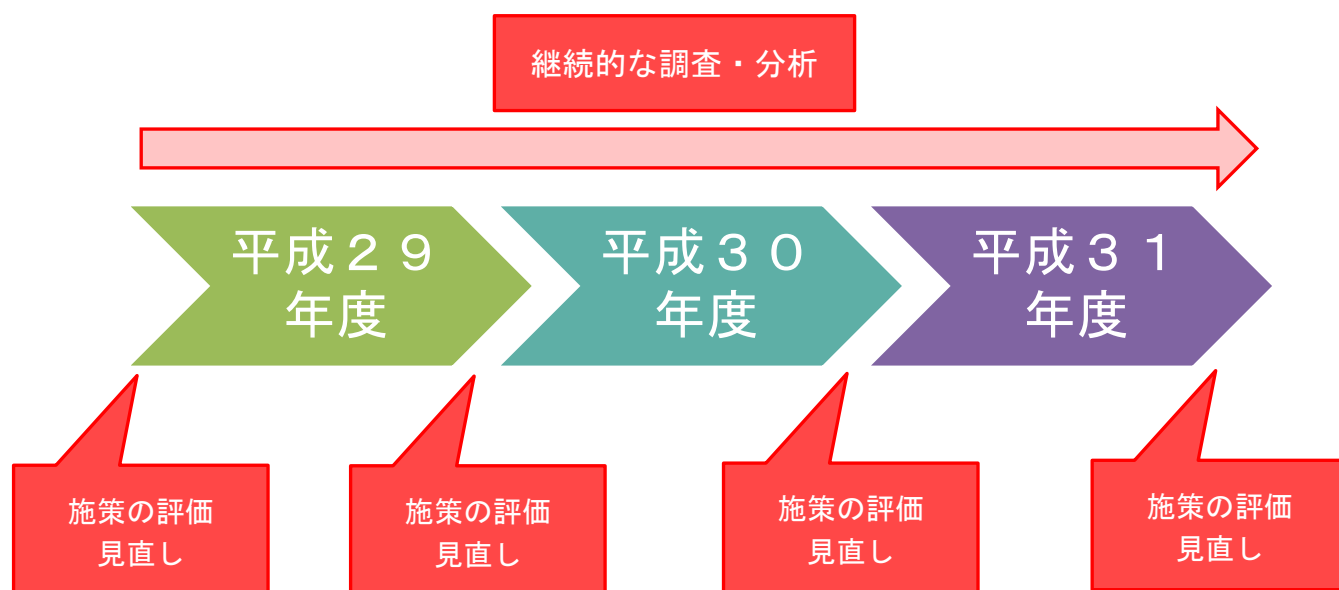 継続的な調査・分析
平成２９
年度
平成３０
年度
平成３１
年度
施策の評価
見直し
施策の評価
見直し
施策の評価
見直し
施策の評価
見直し